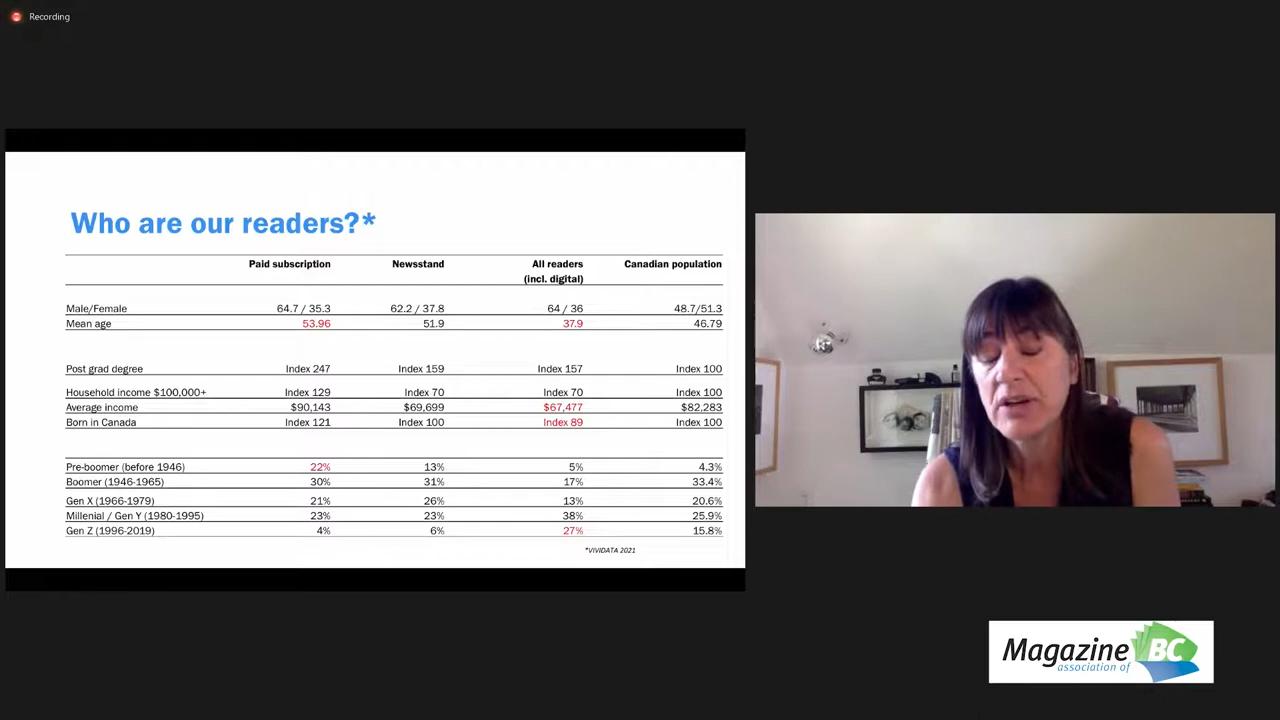 Recording
Who are our readers?*
Paid subscription Newsstand All readers (incl. digital) Canadian population
Male/Female 64.7 / 35.3 62.2 / 37.8 64 / 36 48.7/51.3
Mean age 53.96 51.9 37.9 46.79
Post grad degree Index 247 Index 159 Index 157 Index 100
Household income $100,000+ Index 129 Index 70 Index 70 Index 100
Average income $90,143 $69,699 $67,477 $82,283
Born in Canada Index 121 Index 100 Index 89 Index 100
Pre-boomer (before 1946) 22% 13% 5% 4.3%
Boomer (1946-1965) 30% 31% 17% 33.4%
Gen X (1966-1979) 21% 26% 13% 20.6%
Millenial / Gen Y (1980-1995) 23% 23% 38% 25.9%
Gen Z (1996-2019) 4% 6% 27% 15.8%
*VIVIDATA 2021
Magazine BC
association of